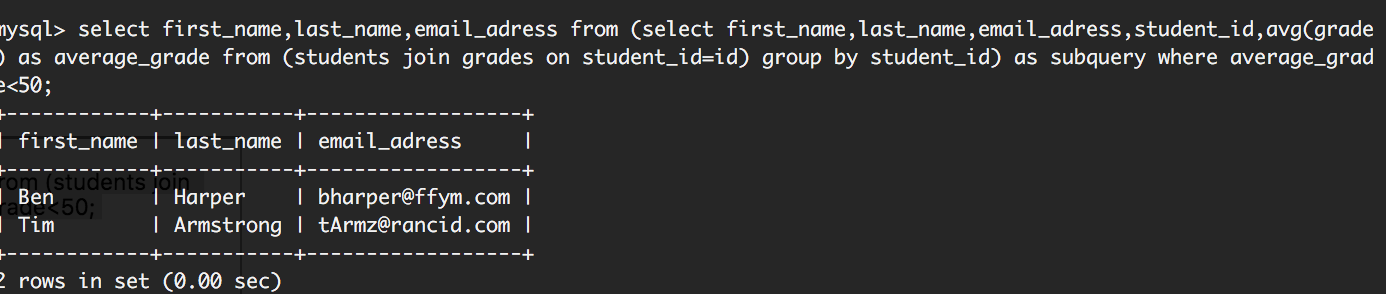 mysql> select first_name,last_name,email_adress from (select first_name,last_name,email_adress,student_id,avg(grade
) as average_grade from (students join grades on student_id=id) group by student_id) as subquery where average_grad
e<50;
+------------+-----------+------------------+
| first_name | last_name | email_adress     |
+------------+-----------+------------------+
| Ben        | Harper    | bharper@ffym.com |
| Tim        | Armstrong | tArmz@rancid.com |
+------------+-----------+------------------+
2 rows in set (0.00 sec)
rom (students join
rade<50;